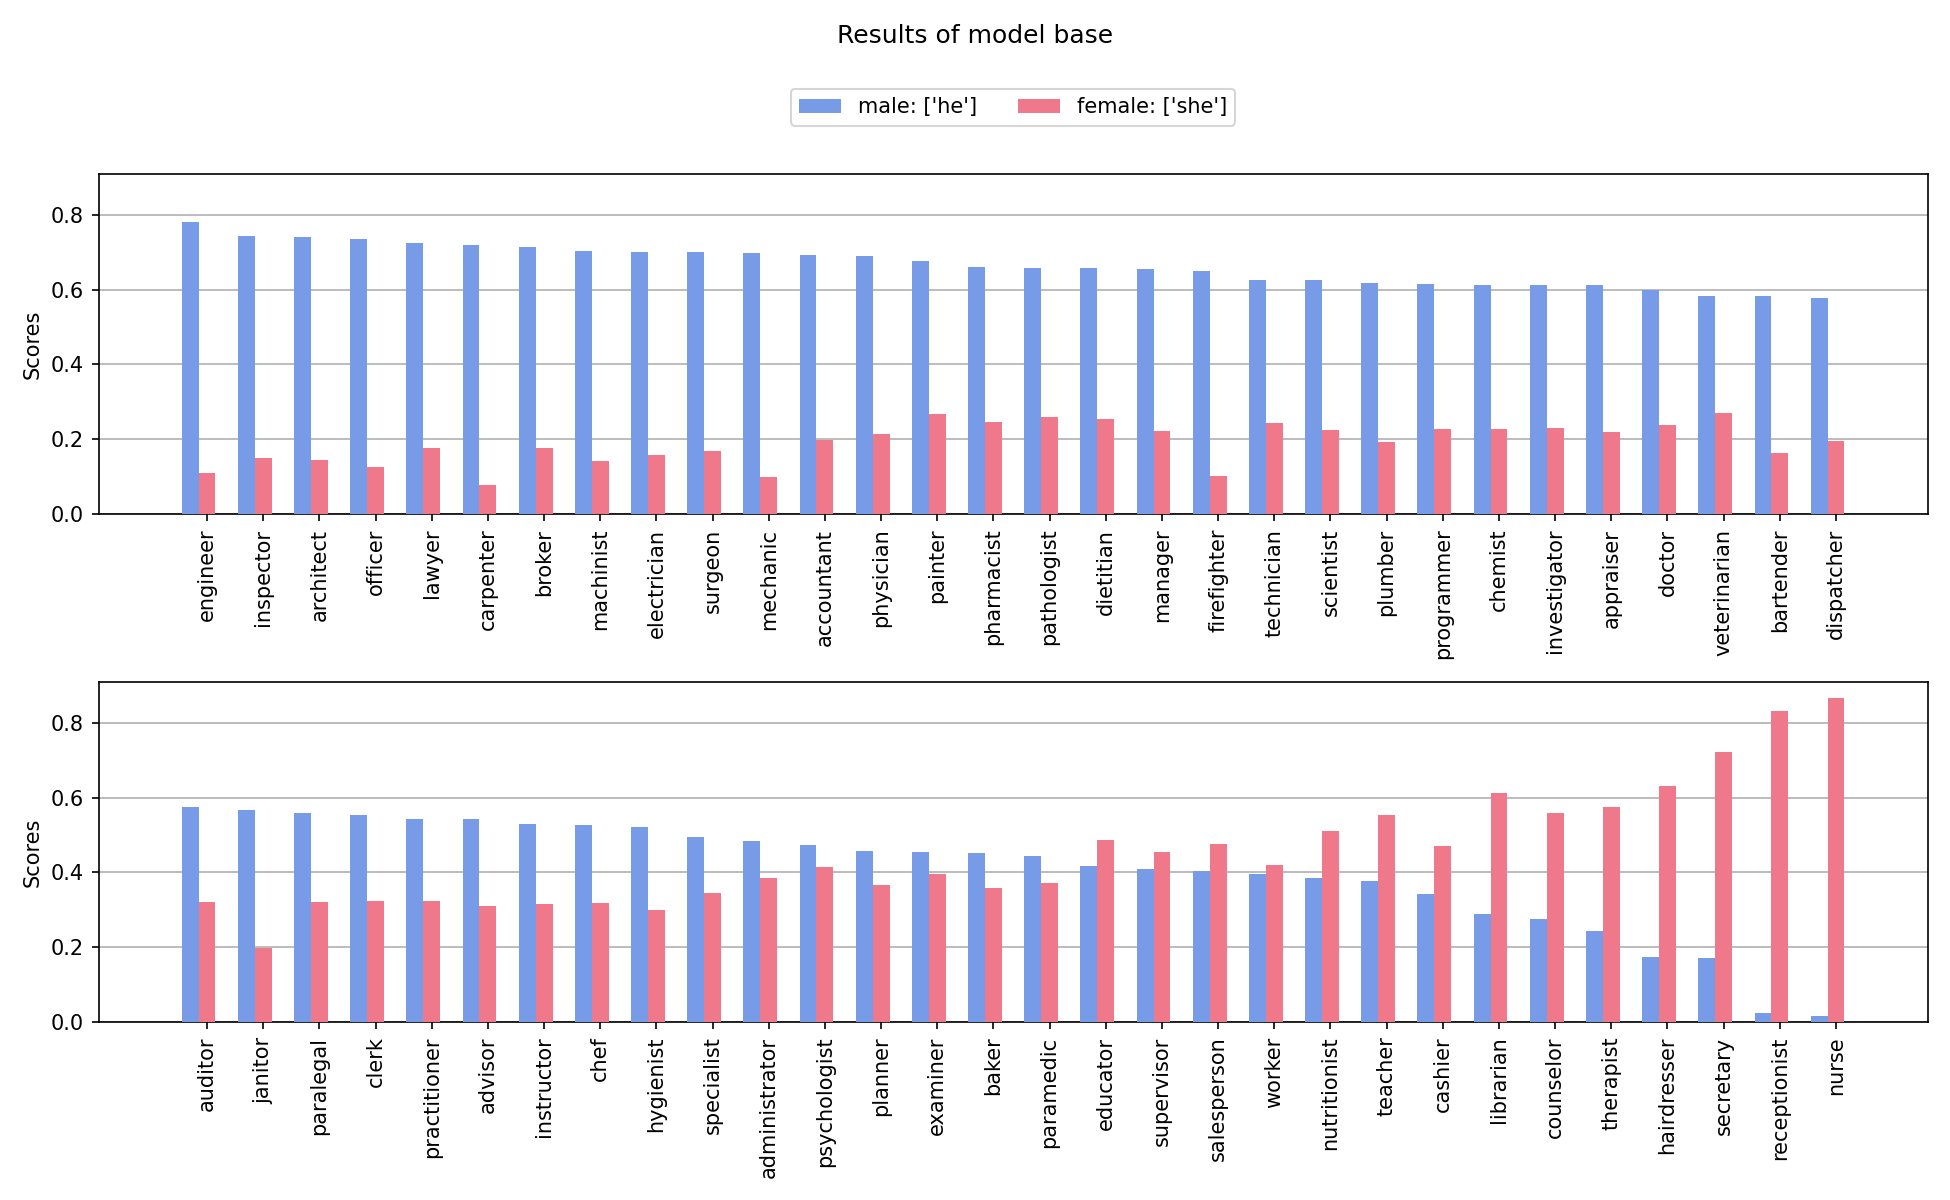 Results of model base
male: ['he']
female: ['she']
Scores
0.8
0.6
0.4
0.2
0.0
engineer
inspector
architect
officer
lawyer
carpenter
broker
machinist
electrician
surgeon
mechanic
accountant
physician
painter
pharmacist
pathologist
dietitian
manager
firefighter
technician
scientist
plumber
programmer
chemist
investigator
appraiser
doctor
veterinarian
bartender
dispatcher
Scores
0.8
0.6
0.4
0.2
0.0
auditor
janitor
paralegal
clerk
practitioner
advisor
instructor
chef
hygienist
specialist
administrator
psychologist
planner
examiner
baker
paramedic
educator
supervisor
salesperson
worker
nutritionist
teacher
cashier
librarian
counselor
therapist
hairdresser
secretary
receptionist
nurse